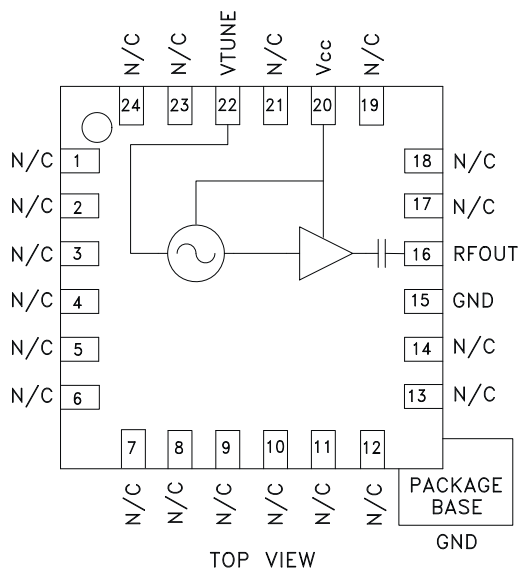 N/C N/C VTUNE N/C Vcc N/C
24 23 22 21 20 19
N/C 1 18 N/C
N/C 2 17 N/C
N/C 3 16 RFOUT
N/C 4 15 GND
N/C 5 14 N/C
N/C 6 13 N/C
7 8 9 10 11 12
N/C N/C N/C N/C N/C N/C
PACKAGE
BASE
GND
TOP VIEW